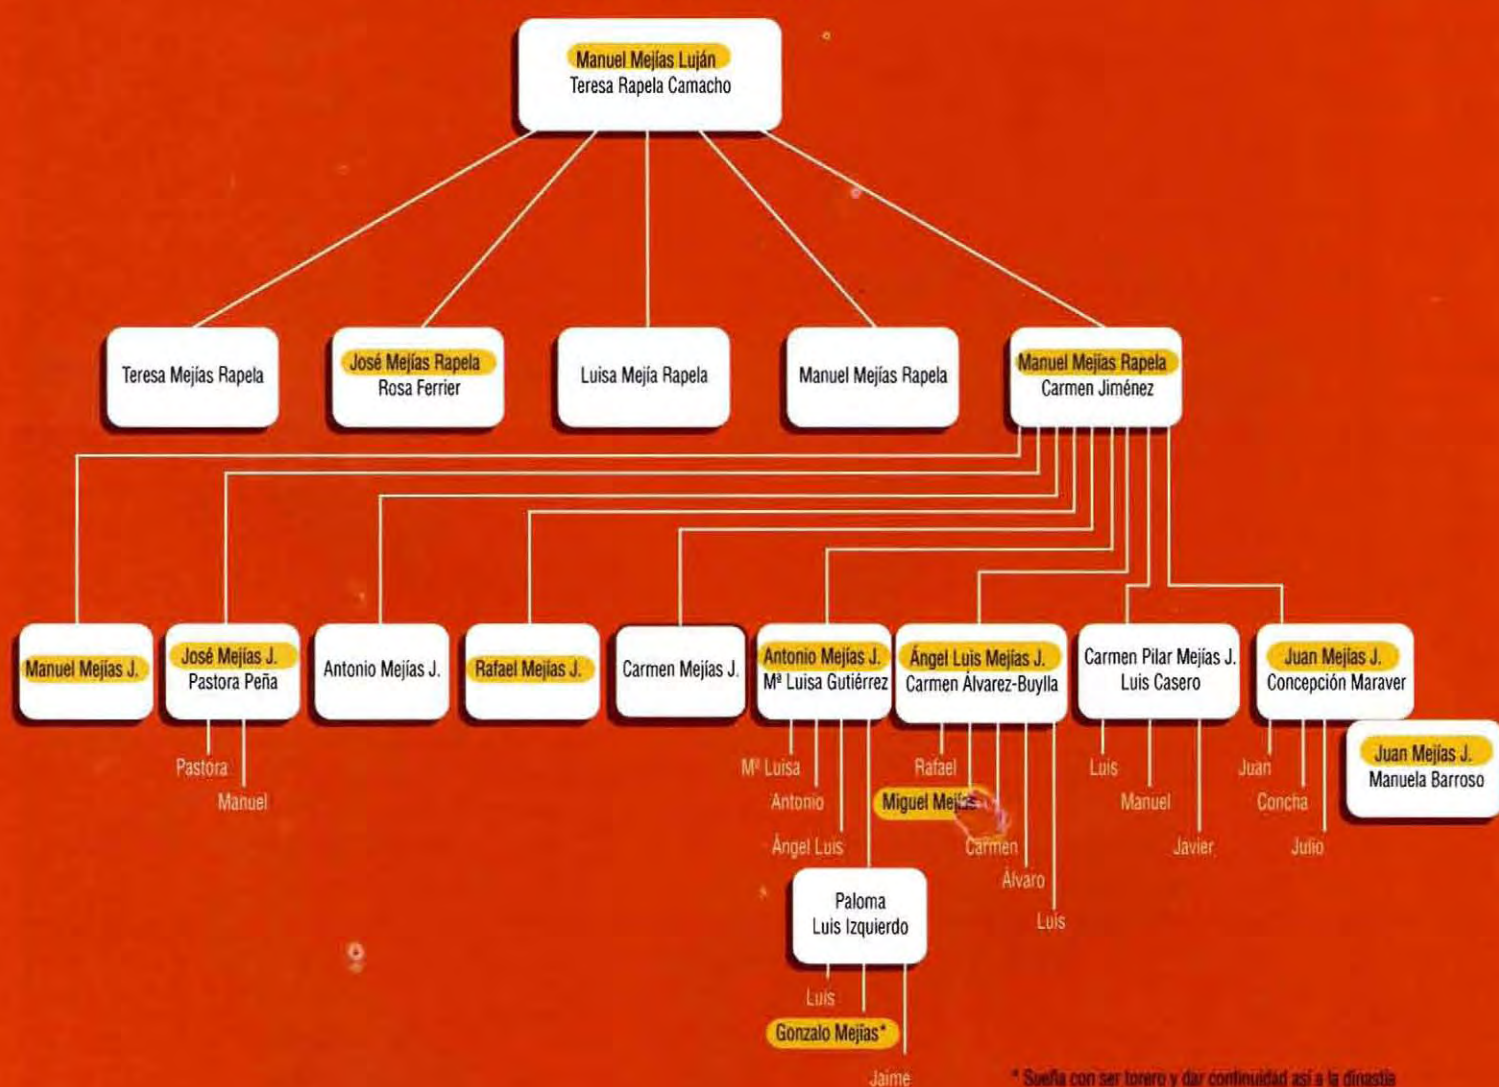 Manuel Mejías Luján
Teresa Rapela Camacho
Teresa Mejías Rapela
José Mejías Rapela
Rosa Ferrier
Luisa Mejía Rapela
Manuel Mejías Rapela
Manuel Mejías Rapela
Carmen Jiménez
Manuel Mejías J.
José Mejías J.
Pastora Peña
Antonio Mejías J.
Rafael Mejías J.
Carmen Mejías J.
Antonio Mejías J.
Mª Luisa Gutiérrez
Ángel Luis Mejías J.
Carmen Álvarez-Buylla
Carmen Pilar Mejías J.
Luis Casero
Juan Mejías J.
Concepción Maraver
Juan Mejías J.
Manuela Barroso
Pastora
Manuel
Mª Luisa
Antonio
Ángel Luis
Rafael
Miguel Mejías
Carmen
Álvaro
Luis
Luis
Manuel
Javier
Juan
Concha
Julio
Paloma
Luis Izquierdo
Luis
Gonzalo Mejías*
Jaime
* Sueña con ser torero y dar continuidad así a la dinastía